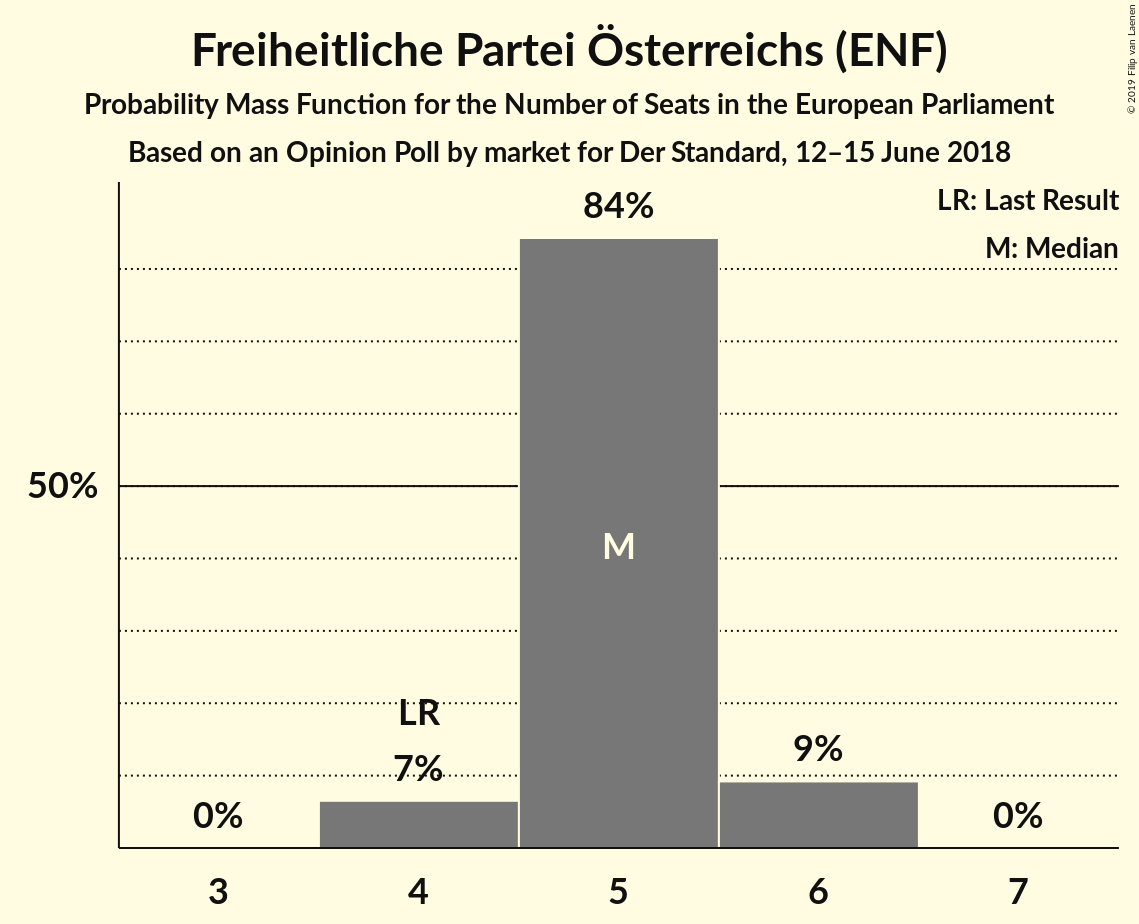 Freiheitliche Partei Österreichs (ENF)
Probability Mass Function for the Number of Seats in the European Parliament
Based on an Opinion Poll by market for Der Standard, 12–15 June 2018
© 2019 Filip van Laenen
LR: Last Result
M: Median
84%
50%
M
LR
7%
9%
0%
0%
3
4
5
6
7